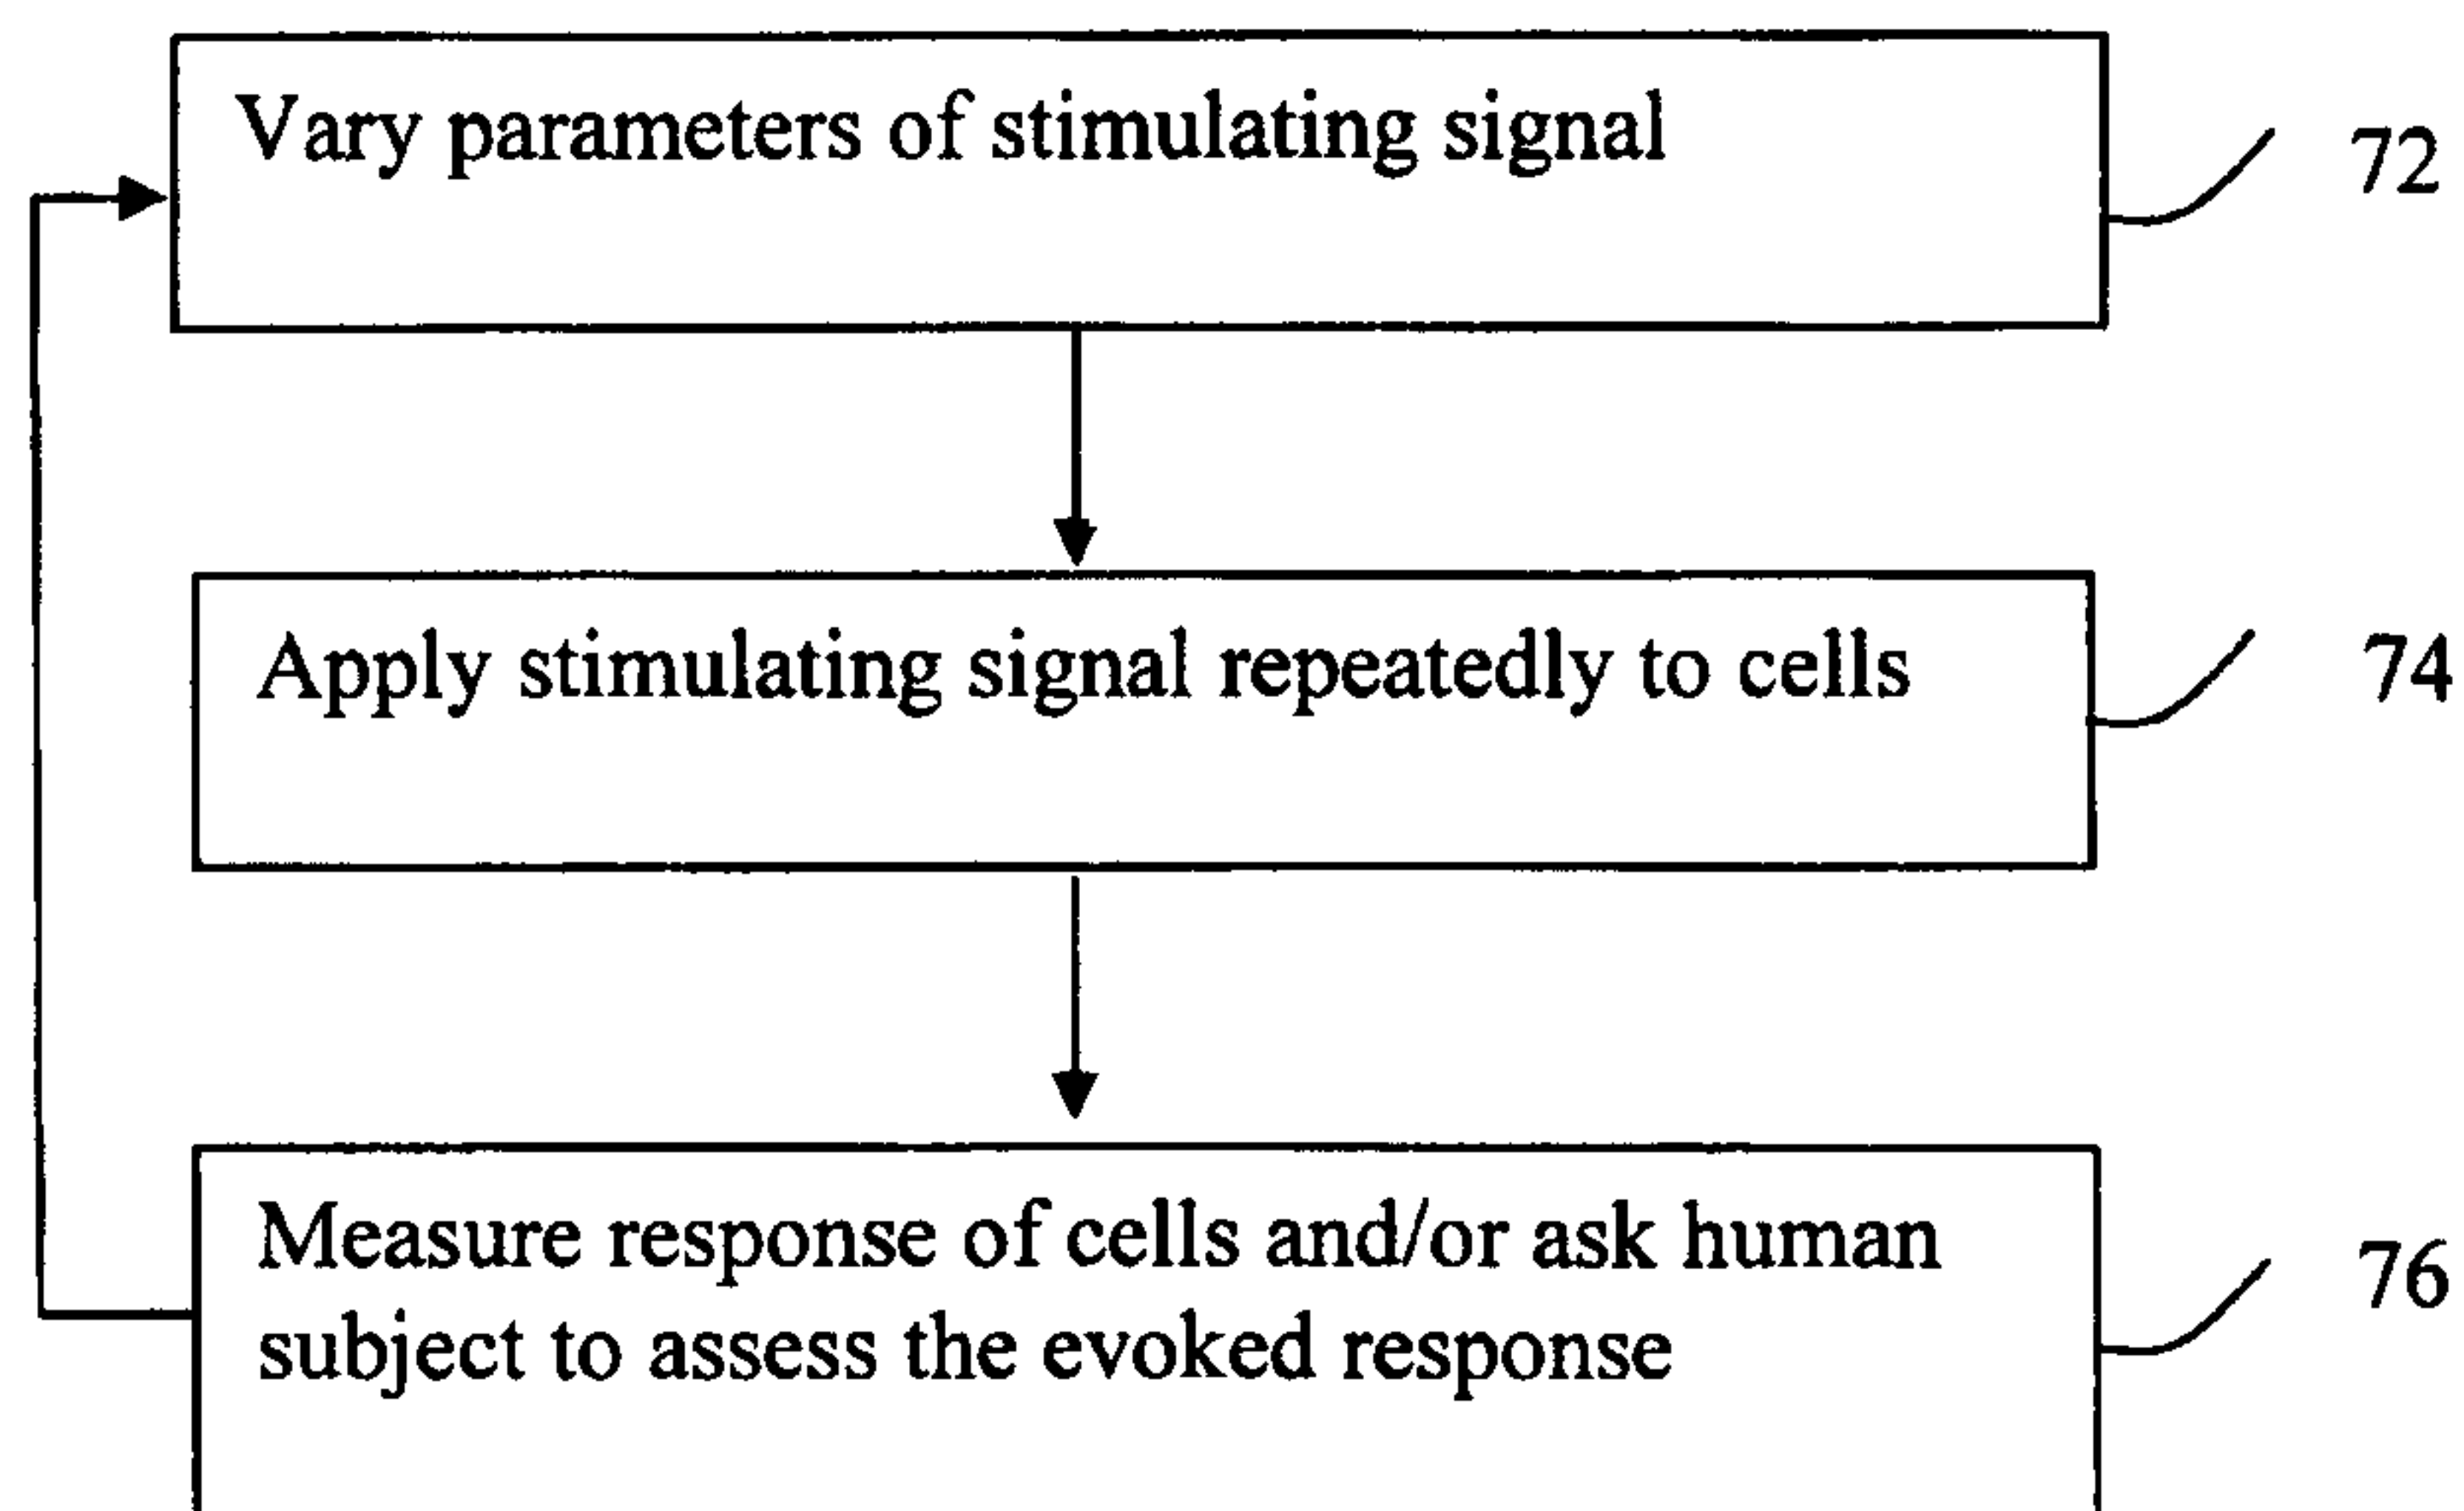 Vary parameters of stimulating signal
72
Apply stimulating signal repeatedly to cells
74
Measure response of cells and/or ask human
subject to assess the evoked response
76